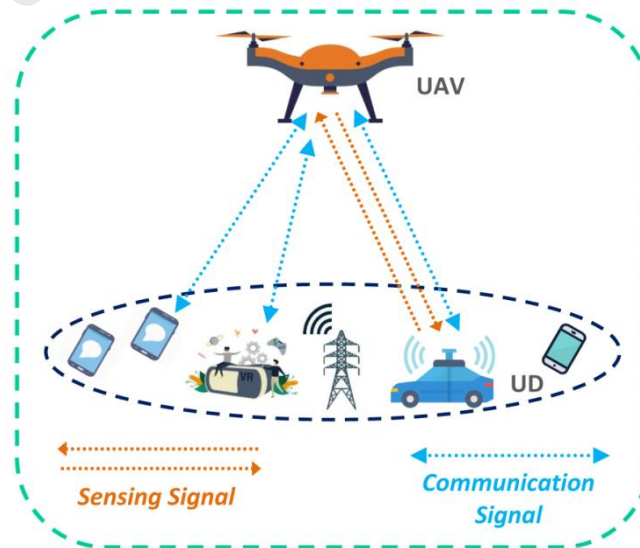 UAV
VR
UD
Sensing Signal
Communication
Signal